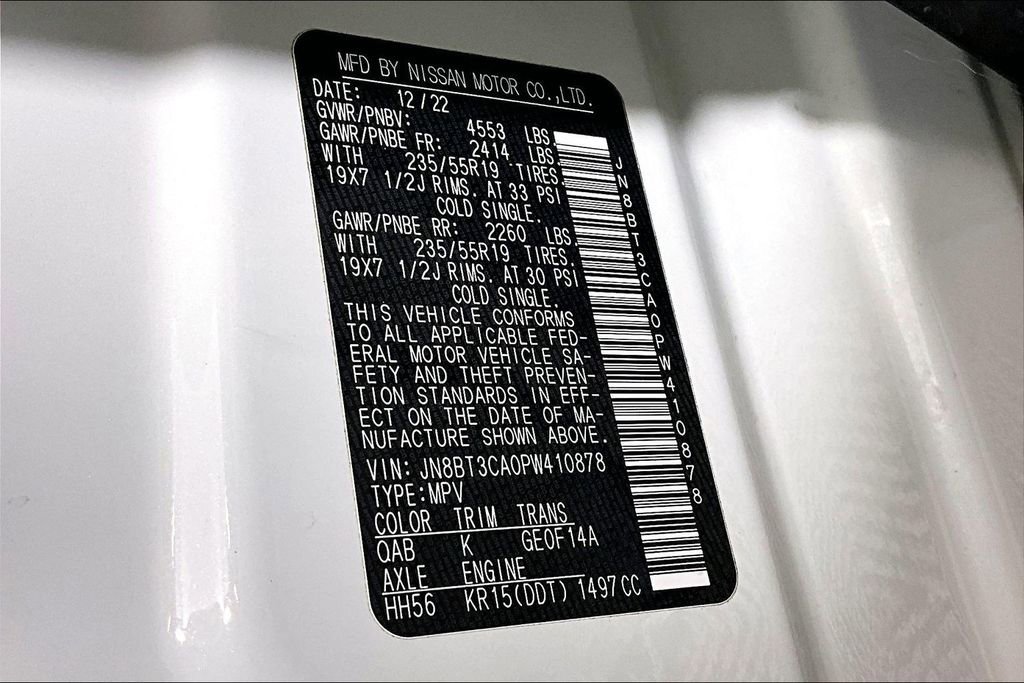 MFD BY NISSAN MOTOR CO.,LTD.
DATE: 12/22
GVWR/PNBV: 4553 LBS
GAWR/PNBE FR: 2414 LBS
WITH 235/55R19 TIRES.
19X7 1/2J RIMS. AT 33 PSI
COLD SINGLE.
GAWR/PNBE RR: 2260 LBS.
WITH 235/55R19 TIRES.
19X7 1/2J RIMS. AT 30 PSI
COLD SINGLE.
THIS VEHICLE CONFORMS
TO ALL APPLICABLE FED-
ERAL MOTOR VEHICLE SA-
FETY AND THEFT PREVEN-
TION STANDARDS IN EFF-
ECT ON THE DATE OF MA-
NUFACTURE SHOWN ABOVE.
VIN: JN8BT3CA0PW410878
TYPE:MPV
COLOR TRIM TRANS
QAB K GE0F14A
AXLE ENGINE
HH56 KR15(DDT) 1497CC
JN8BT3CA0PW410878